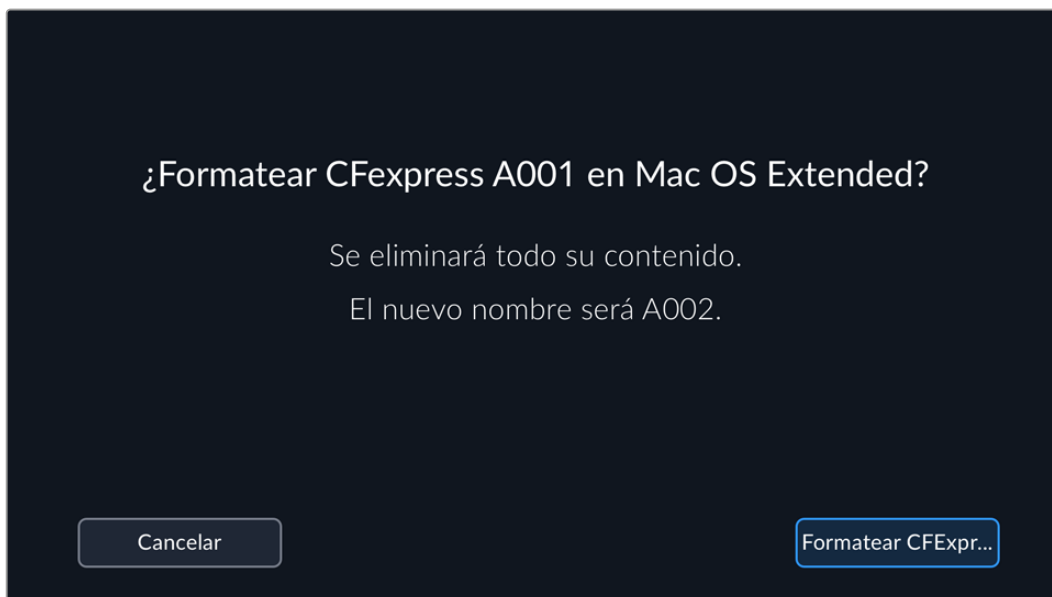 ¿Formatear CFexpress A001 en Mac OS Extended?
Se eliminará todo su contenido.
El nuevo nombre será A002.
Cancelar
Formatear CFExpr...